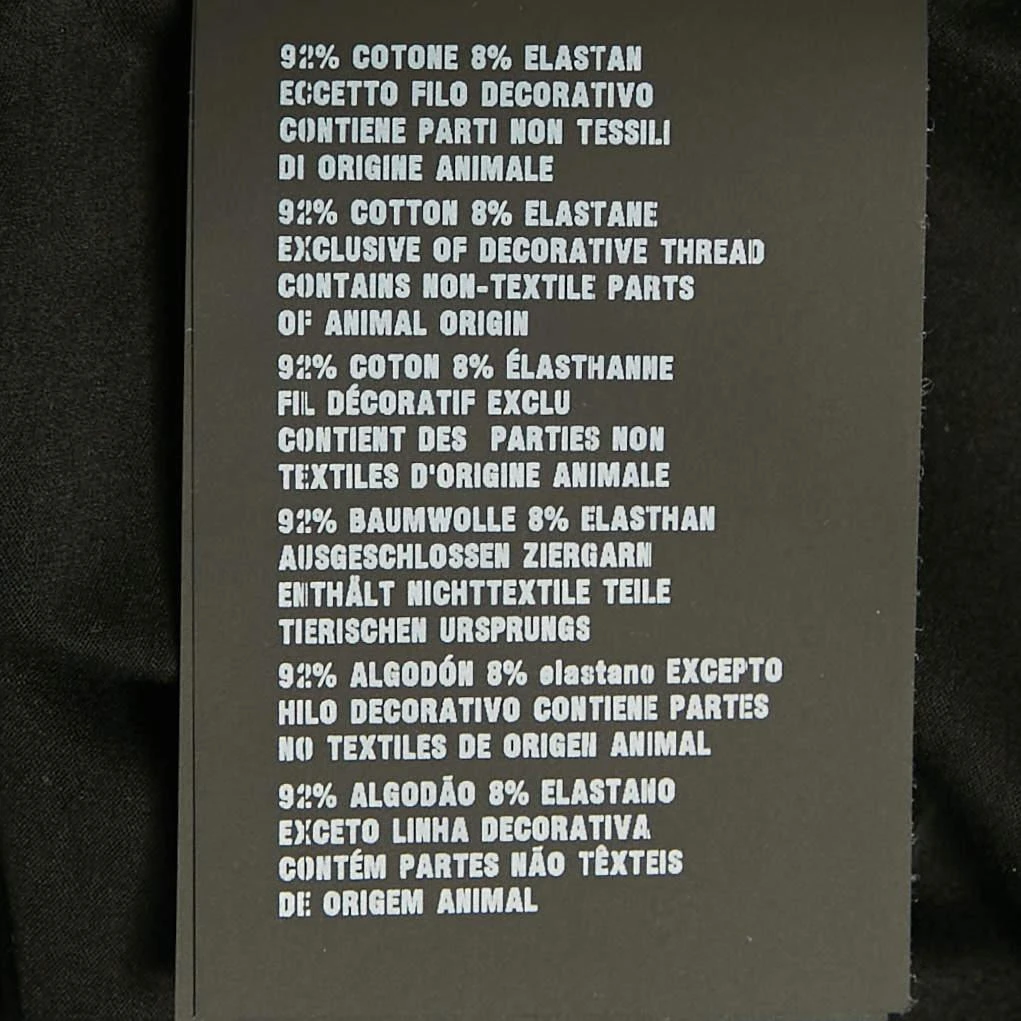 92% COTONE 8% ELASTAN
ECCETTO FILO DECORATIVO
CONTIENE PARTI NON TESSILI
DI ORIGINE ANIMALE
92% COTTON 8% ELASTANE
EXCLUSIVE OF DECORATIVE THREAD
CONTAINS NON-TEXTILE PARTS
OF ANIMAL ORIGIN
92% COTON 8% ÉLASTHANNE
FIL DÉCORATIF EXCLU
CONTIENT DES PARTIES NON
TEXTILES D'ORIGINE ANIMALE
92% BAUMWOLLE 8% ELASTHAN
AUSGESCHLOSSEN ZIERGARN
ENTHÄLT NICHTTEXTILE TEILE
TIERISCHEN URSPRUNGS
92% ALGODÓN 8% elastano EXCEPTO
HILO DECORATIVO CONTIENE PARTES
NO TEXTILES DE ORIGEN ANIMAL
92% ALGODÃO 8% ELASTANO
EXCETO LINHA DECORATIVA
CONTÉM PARTES NÃO TÊXTEIS
DE ORIGEM ANIMAL